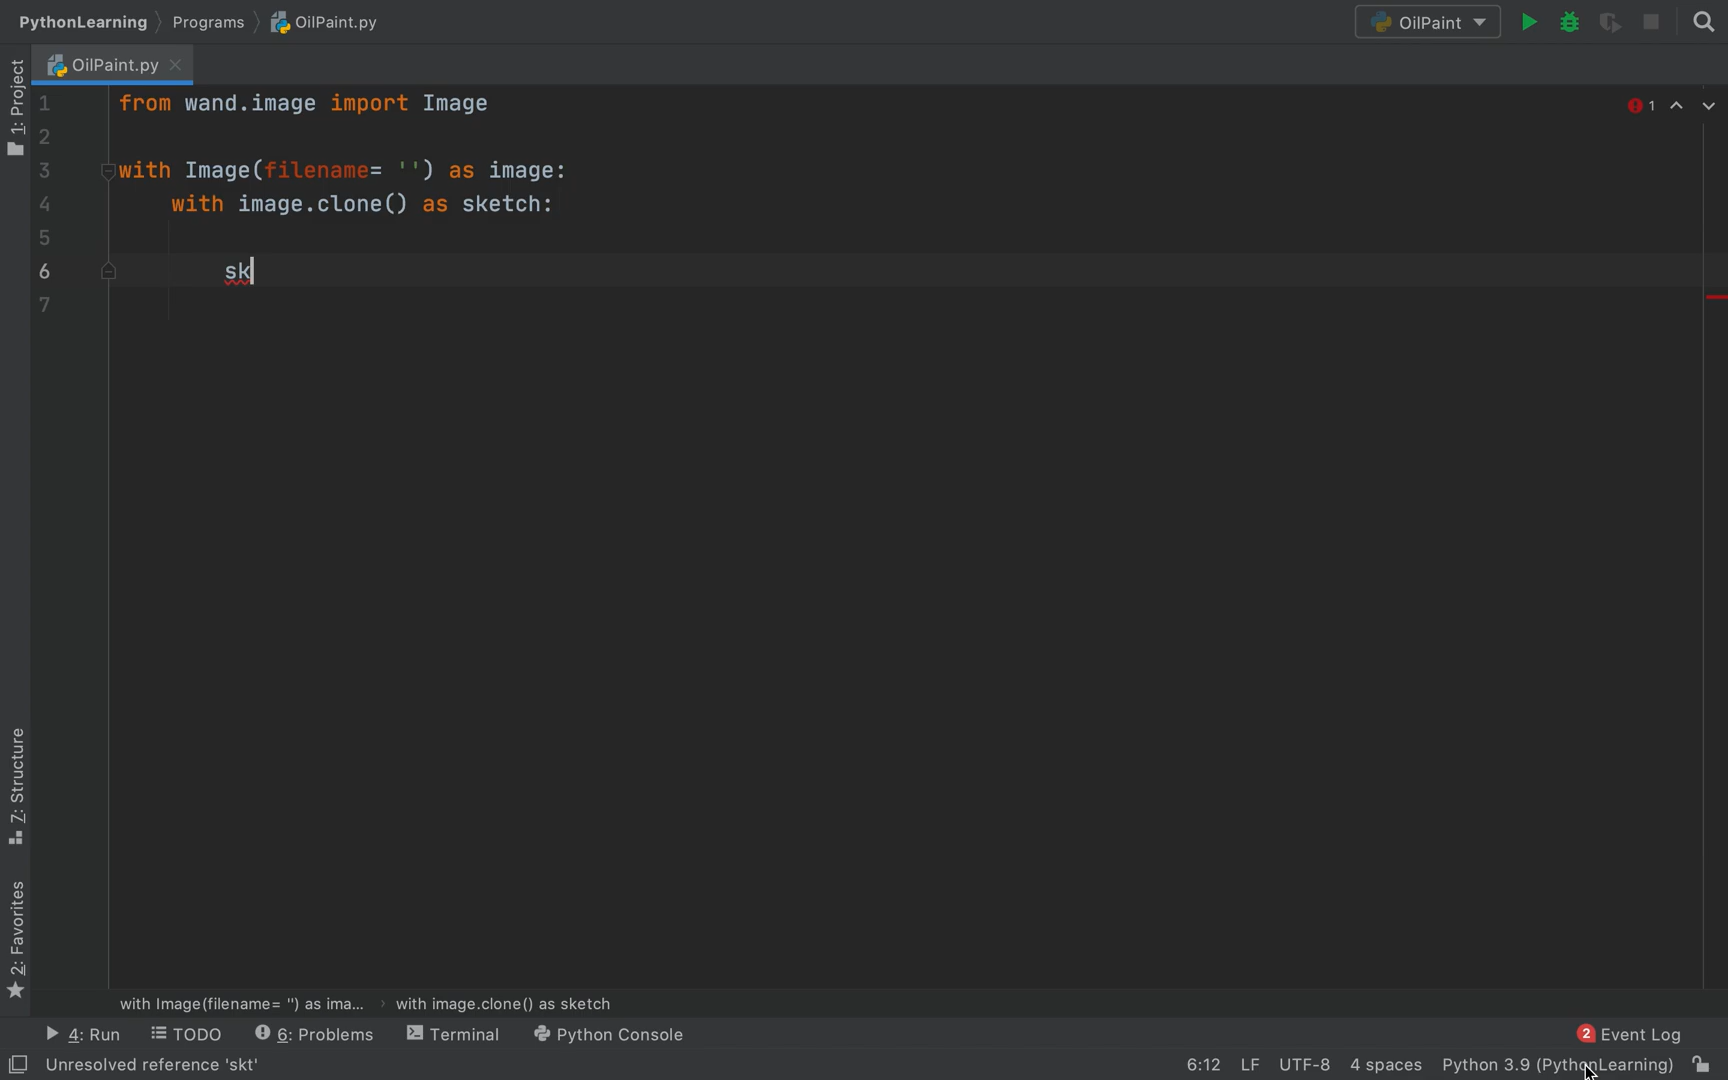 PythonLearning Programs OilPaint.py OilPaint
OilPaint.py
1: Project
1 from wand.image import Image 1
2
3 with Image(filename= '') as image:
4 with image.clone() as sketch:
5
6 sk
7
7: Structure
2: Favorites
with Image(filename= '') as ima... with image.clone() as sketch
4: Run TODO 6: Problems Terminal Python Console 2 Event Log
Unresolved reference 'skt' 6:12 LF UTF-8 4 spaces Python 3.9 (PythonLearning)